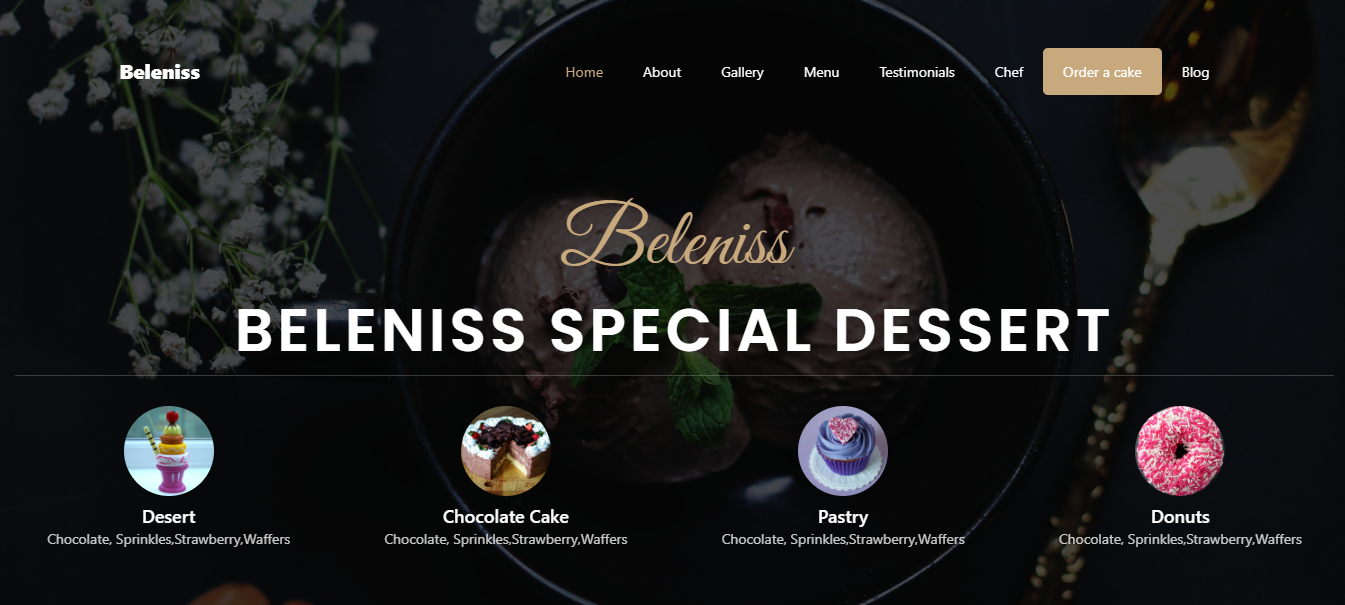 Beleniss
Home About Gallery Menu Testimonials Chef Order a cake Blog
Beleniss
BELENISS SPECIAL DESSERT
Desert
Chocolate, Sprinkles,Strawberry,Waffers
Chocolate Cake
Chocolate, Sprinkles,Strawberry,Waffers
Pastry
Chocolate, Sprinkles,Strawberry,Waffers
Donuts
Chocolate, Sprinkles,Strawberry,Waffers